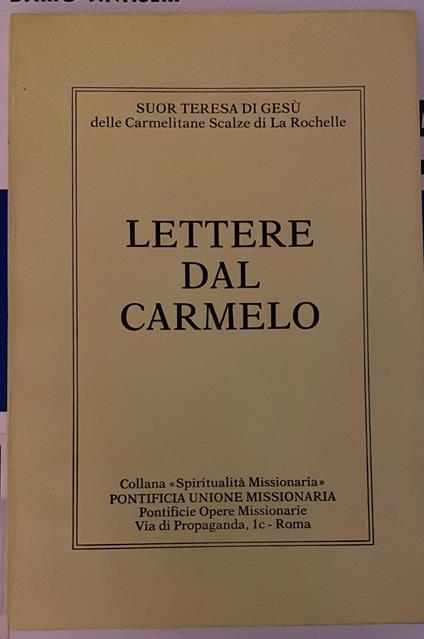 SUOR TERESA DI GESÙ
delle Carmelitane Scalze di La Rochelle
LETTERE
DAL
CARMELO
Collana «Spiritualità Missionaria»
PONTIFICIA UNIONE MISSIONARIA
Pontificie Opere Missionarie
Via di Propaganda, 1c - Roma